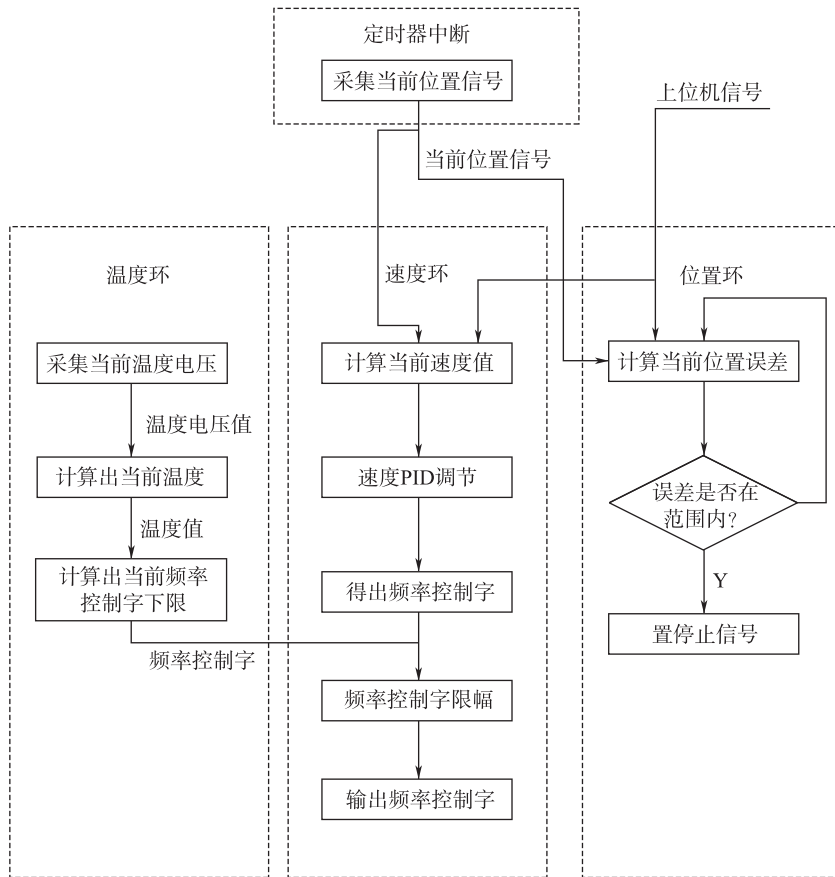 定时器中断
采集当前位置信号
上位机信号
当前位置信号
温度环
速度环
位置环
采集当前温度电压
计算当前速度值
计算当前位置误差
温度电压值
计算出当前温度
速度PID调节
误差是否在
范围内?
温度值
计算出当前频率
控制字下限
得出频率控制字
Y
置停止信号
频率控制字
频率控制字限幅
输出频率控制字